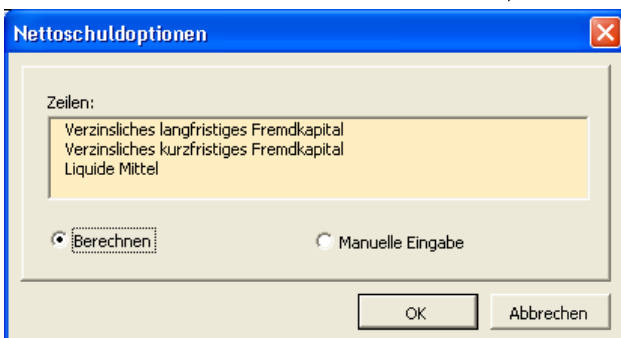 Nettoschuldoptionen
Zeilen:
Verzinsliches langfristiges Fremdkapital
Verzinsliches kurzfristiges Fremdkapital
Liquide Mittel
Berechnen
Manuelle Eingabe
OK
Abbrechen